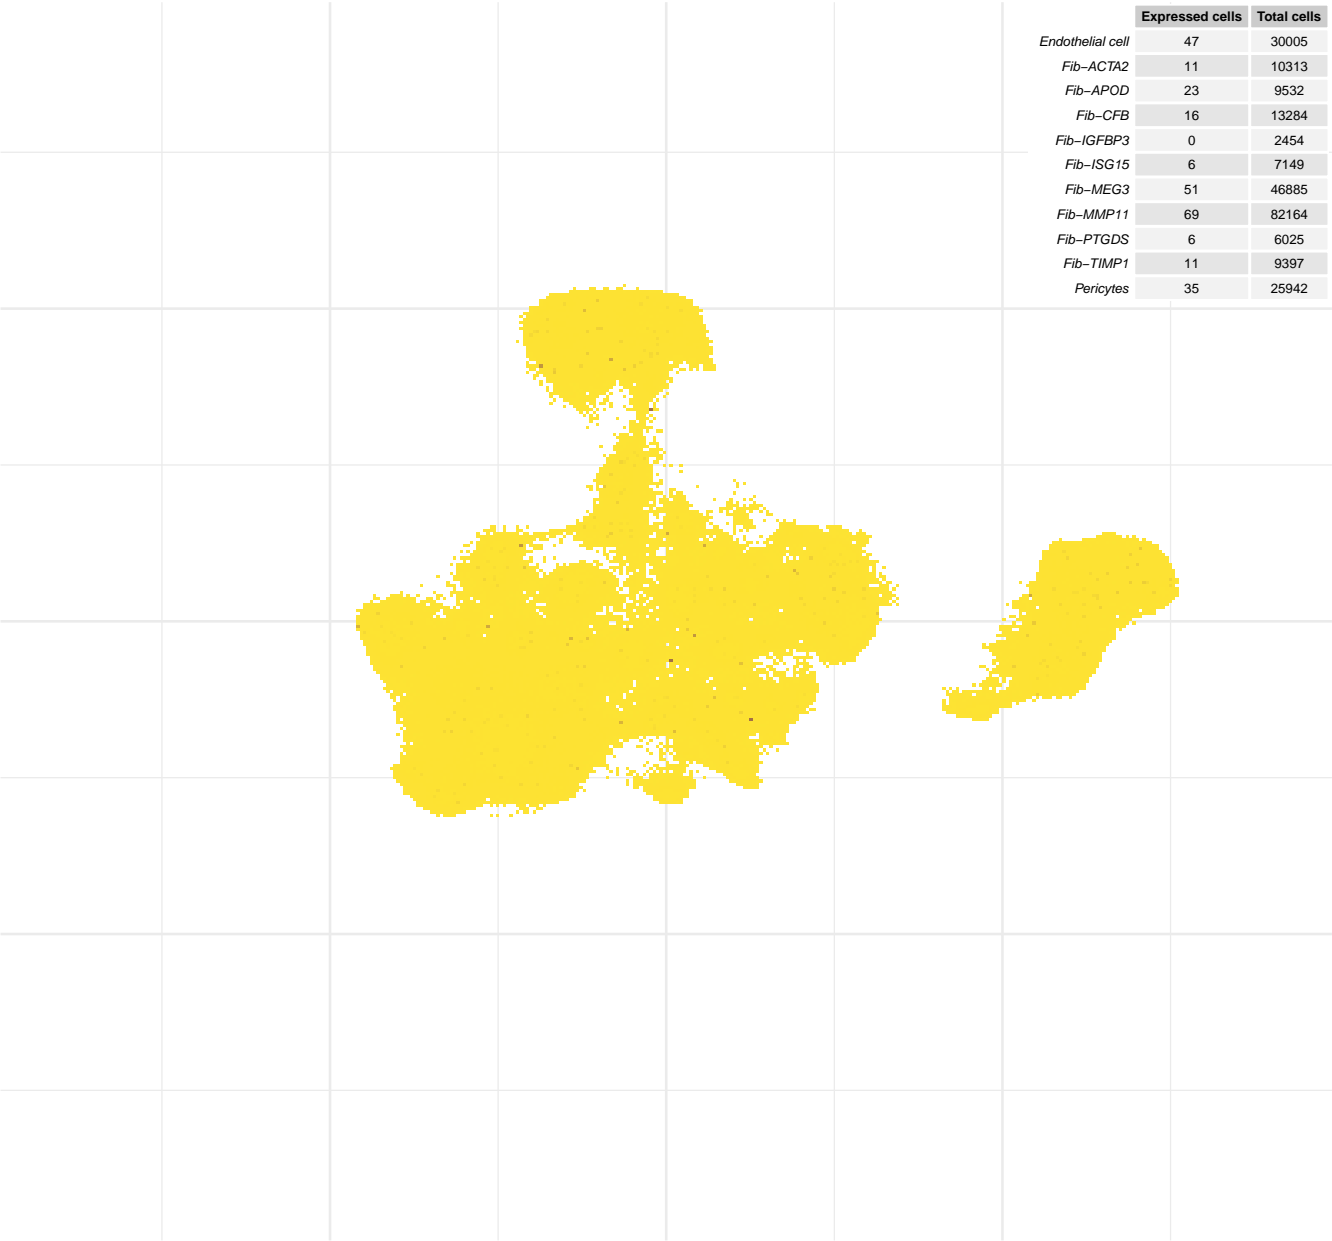 Expressed cells Total cells
Endothelial cell 47 30005
Fib−ACTA2 11 10313
Fib−APOD 23 9532
Fib−CFB 16 13284
Fib−IGFBP3 0 2454
Fib−ISG15 6 7149
Fib−MEG3 51 46885
Fib−MMP11 69 82164
Fib−PTGDS 6 6025
Fib−TIMP1 11 9397
Pericytes 35 25942